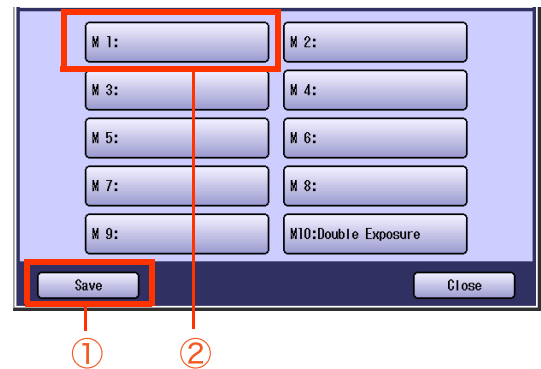 M 1:
M 2:
M 3:
M 4:
M 5:
M 6:
M 7:
M 8:
M 9:
M10:Double Exposure
Save
Close
①
②